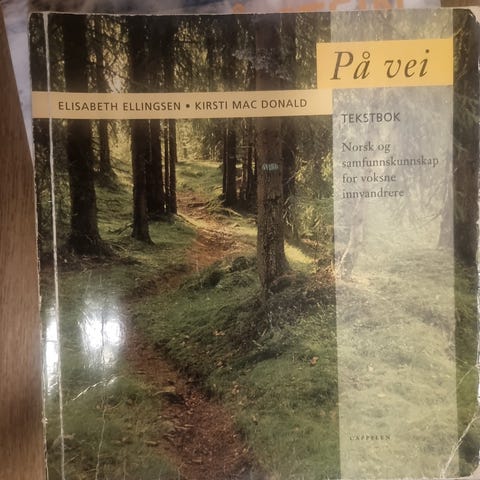 På vei
ELISABETH ELLINGSEN • KIRSTI MAC DONALD
TEKSTBOK
Norsk og
samfunnskunnskap
for voksne
innvandrere
CAPPELEN